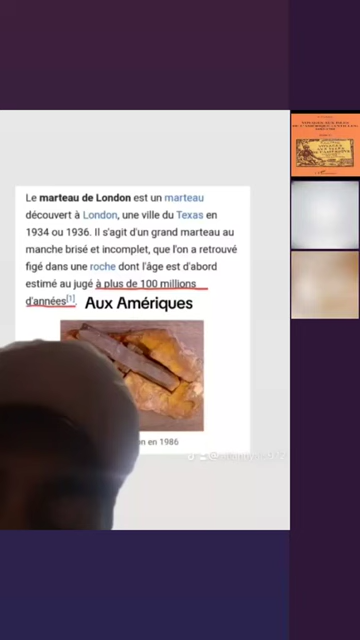 Le marteau de London est un marteau
découvert à London, une ville du Texas en
1934 ou 1936. Il s'agit d'un grand marteau au
manche brisé et incomplet, que l'on a retrouvé
figé dans une roche dont l'âge est d'abord
estimé au jugé à plus de 100 millions
d'années[1].
Aux Amériques
en 1986